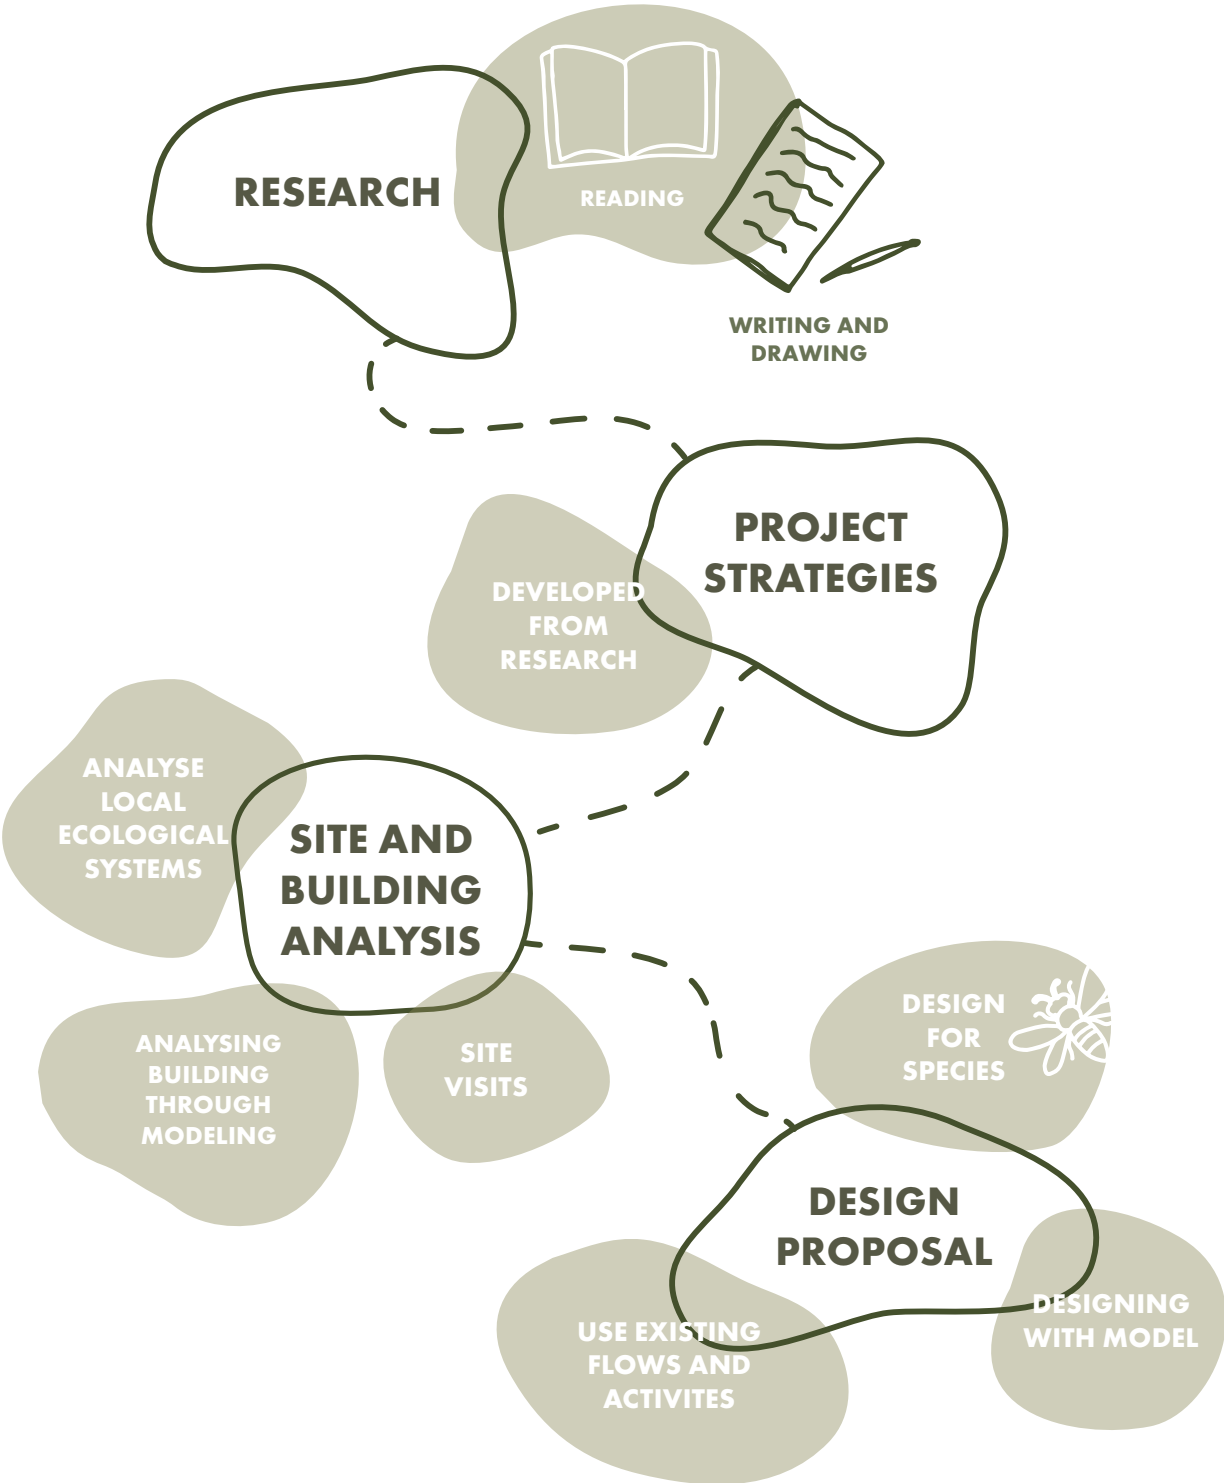 RESEARCH
READING
WRITING AND
DRAWING
PROJECT
STRATEGIES
DEVELOPED
FROM
RESEARCH
ANALYSE
LOCAL
ECOLOGICAL
SYSTEMS
SITE AND
BUILDING
ANALYSIS
ANALYSING
BUILDING
THROUGH
MODELING
SITE
VISITS
DESIGN
FOR
SPECIES
DESIGN
PROPOSAL
DESIGNING
WITH MODEL
USE EXISTING
FLOWS AND
ACTIVITES